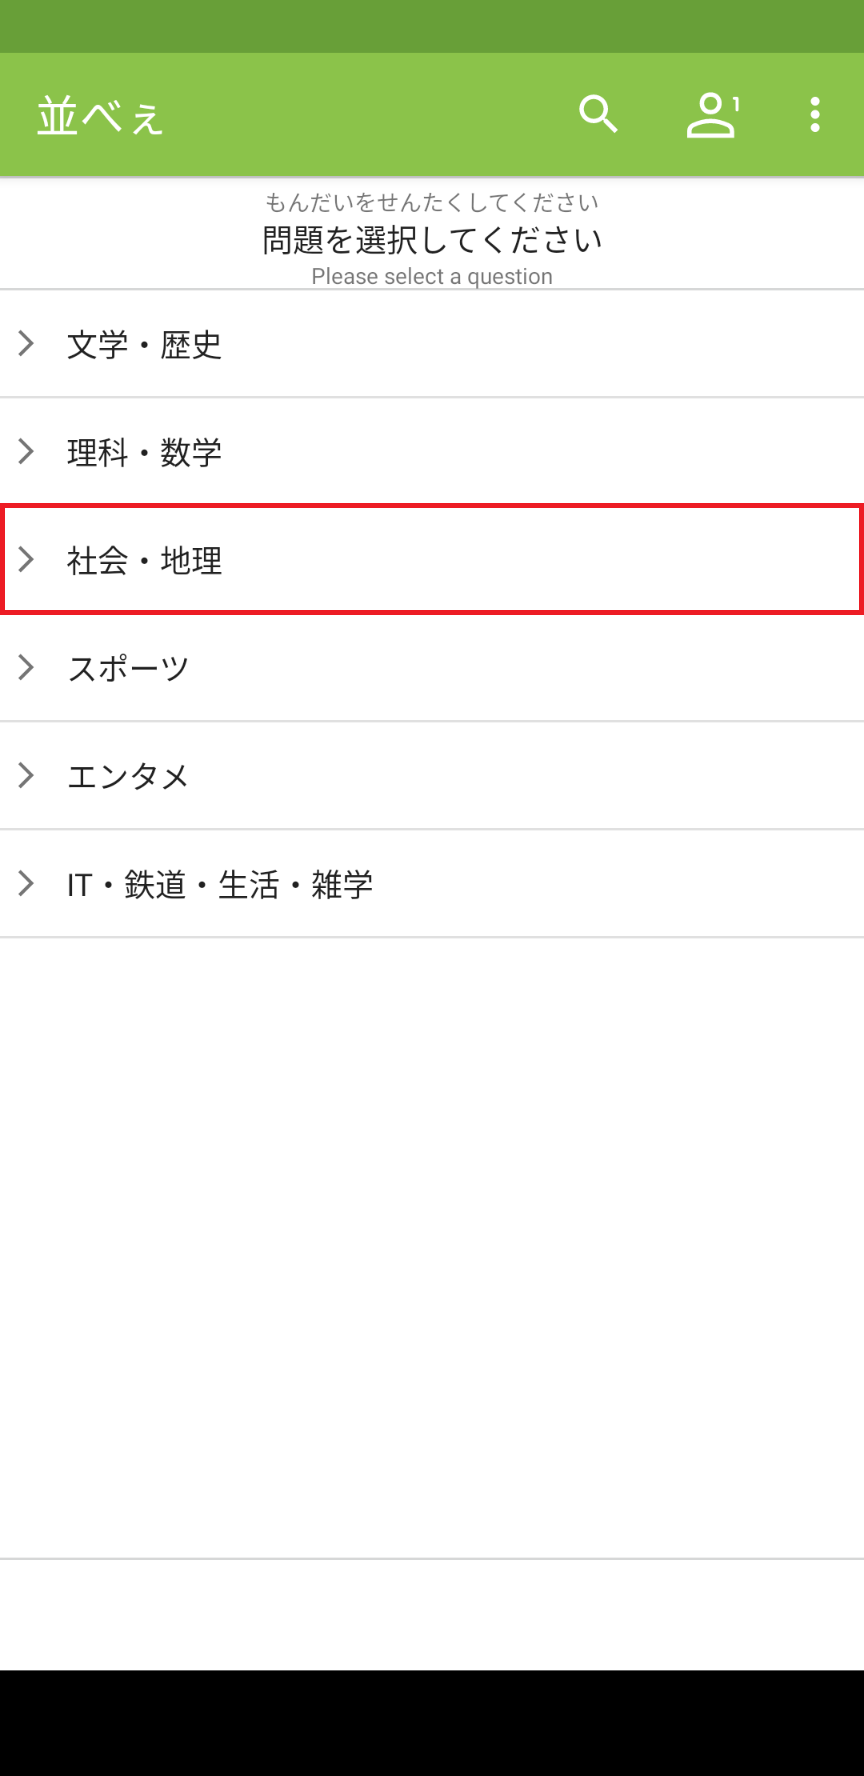 並べぇ
1
もんだいをせんたくしてください
問題を選択してください
Please select a question
文学・歴史
理科・数学
社会・地理
スポーツ
エンタメ
IT・鉄道・生活・雑学